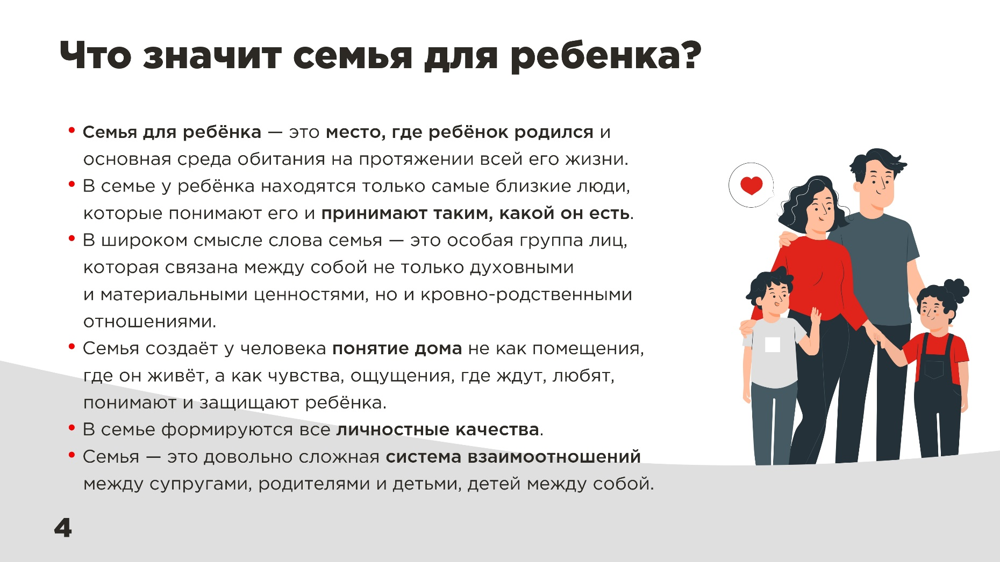 Что значит семья для ребенка?
• Семья для ребёнка — это место, где ребёнок родился и
основная среда обитания на протяжении всей его жизни.
• В семье у ребёнка находятся только самые близкие люди,
которые понимают его и принимают таким, какой он есть.
• В широком смысле слова семья — это особая группа лиц,
которая связана между собой не только духовными
и материальными ценностями, но и кровно-родственными
отношениями.
• Семья создаёт у человека понятие дома не как помещения,
где он живёт, а как чувства, ощущения, где ждут, любят,
понимают и защищают ребёнка.
• В семье формируются все личностные качества.
• Семья — это довольно сложная система взаимоотношений
между супругами, родителями и детьми, детей между собой.
4